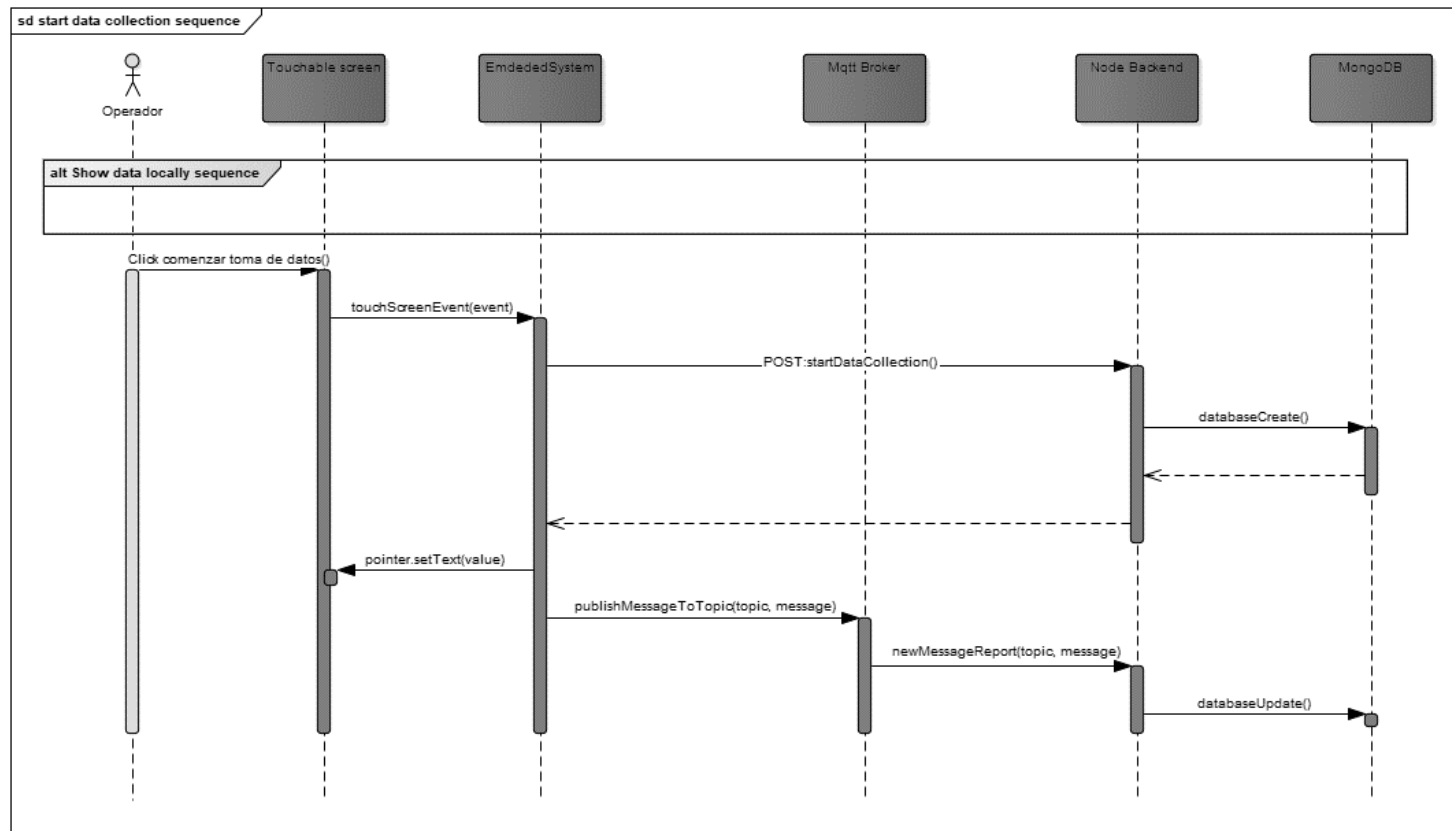 sd start data collection sequence
Operador
Touchable screen
EmdededSystem
Mqtt Broker
Node Backend
MongoDB
alt Show data locally sequence
Click comenzar toma de datos()
touchScreenEvent(event)
POST:startDataCollection()
databaseCreate()
pointer.setText(value)
publishMessageToTopic(topic, message)
newMessageReport(topic, message)
databaseUpdate()